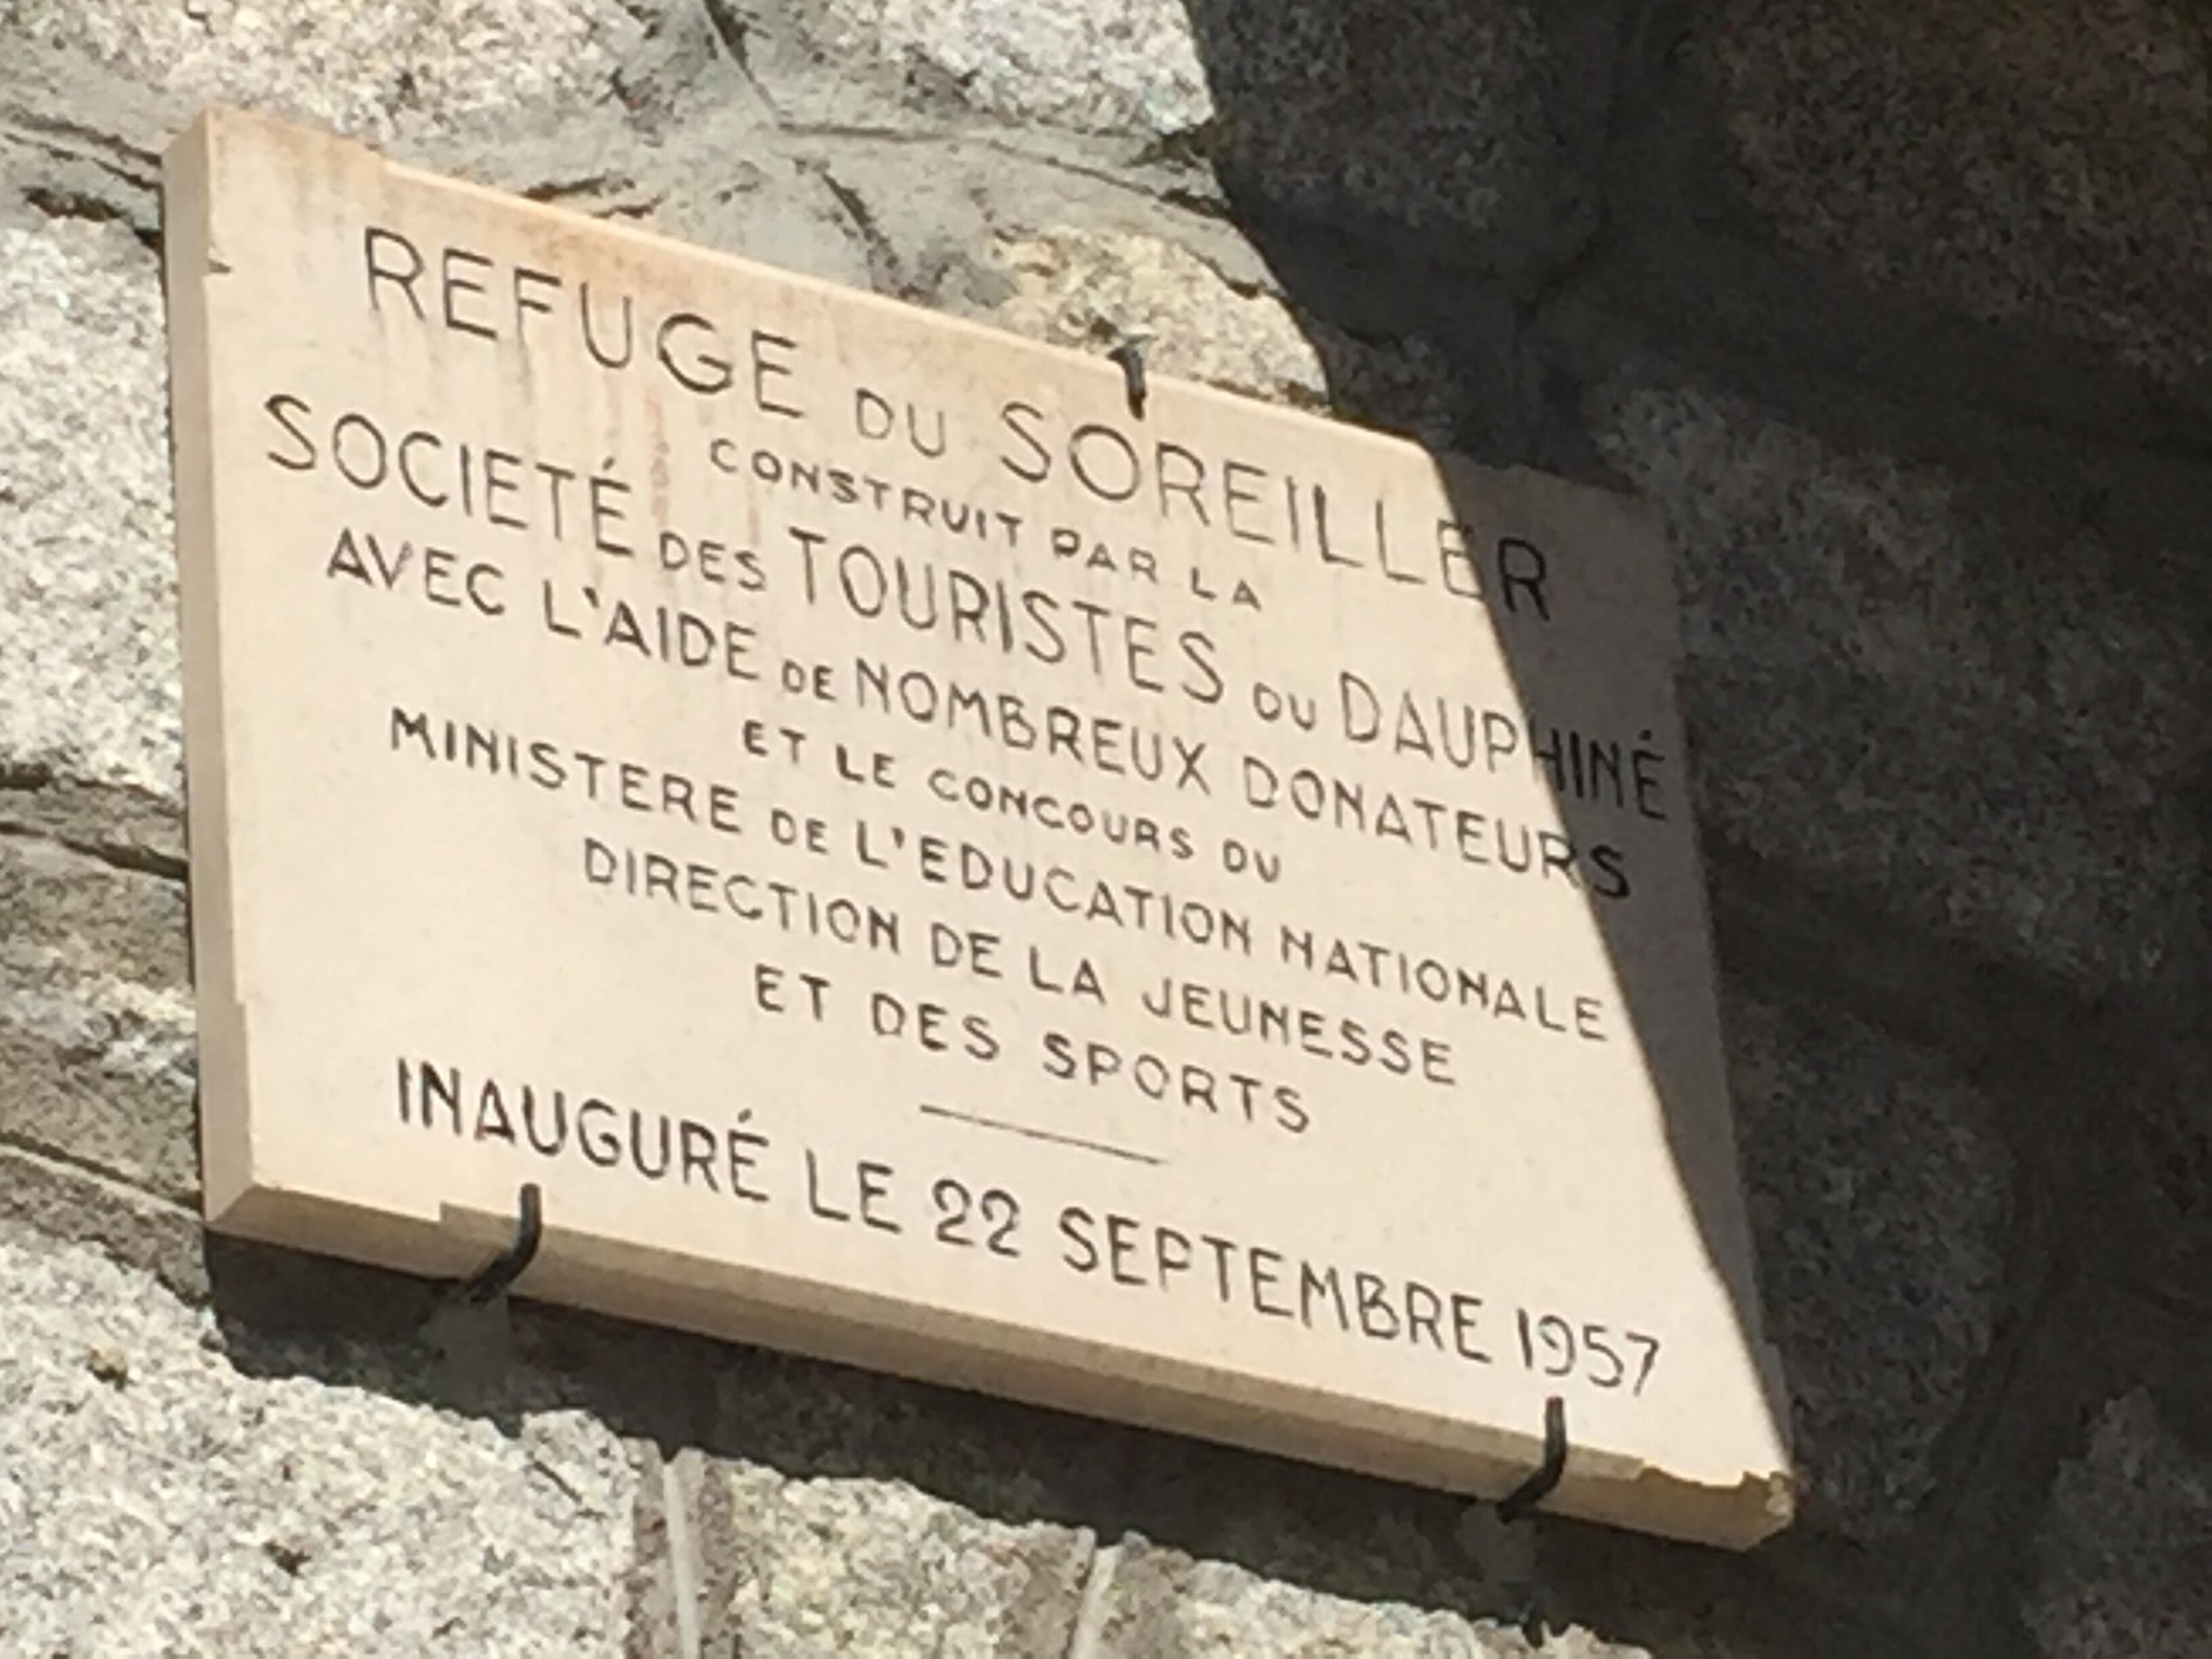 REFUGE DU SOREILLER
CONSTRUIT PAR LA
SOCIETÉ DES TOURISTES DU DAUPHINÉ
AVEC L'AIDE DE NOMBREUX DONATEURS
ET LE CONCOURS DU
MINISTERE DE L'EDUCATION NATIONALE
DIRECTION DE LA JEUNESSE
ET DES SPORTS
INAUGURÉ LE 22 SEPTEMBRE 1957